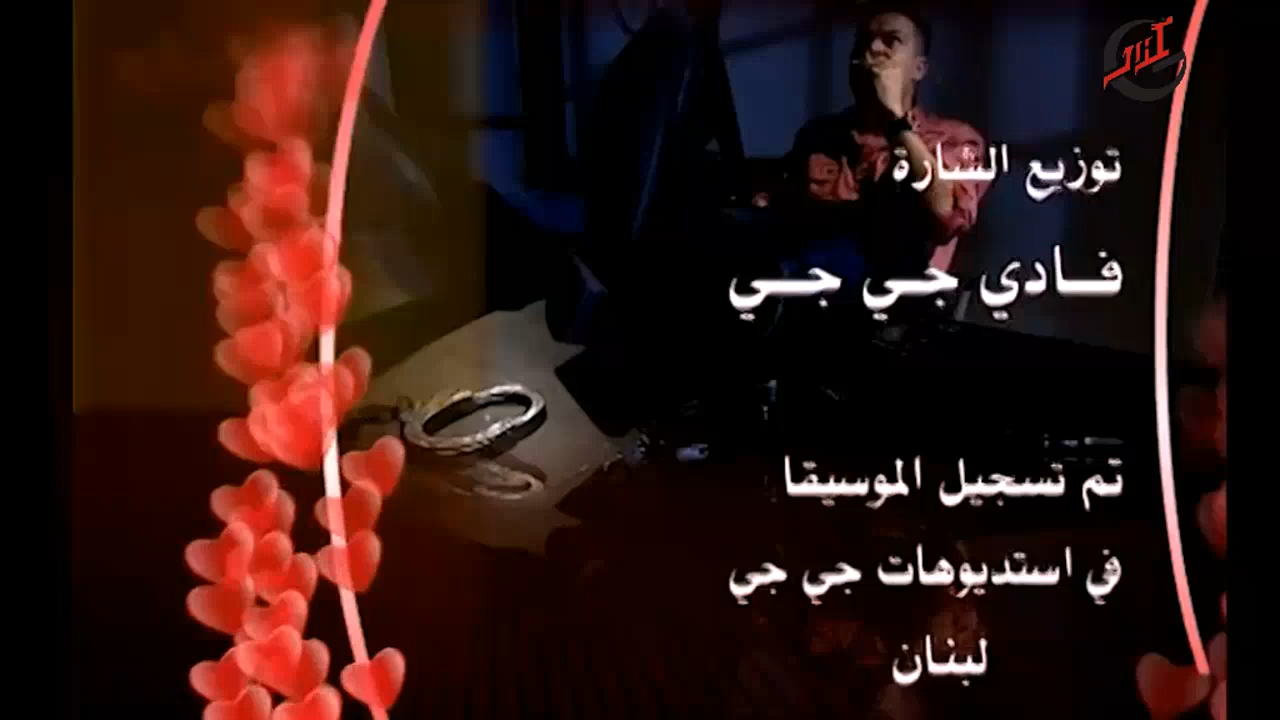 توزيع الشارة
فادي جي جي
تم تسجيل الموسيقا
في استديوهات جي جي
لبنان